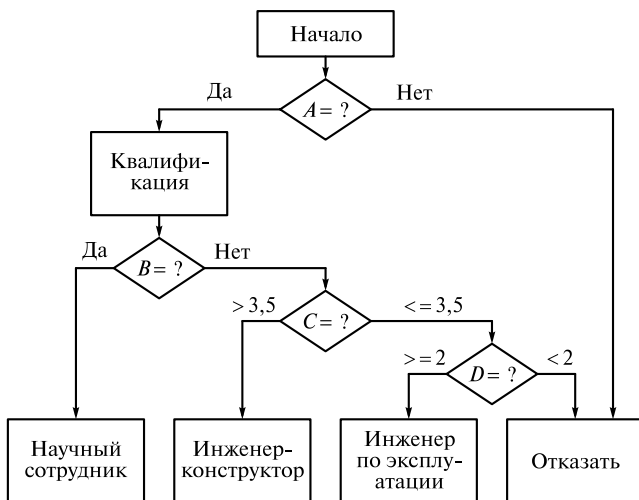 Начало
Да
A = ?
Нет
Квалифи-
кация
Да
B = ?
Нет
> 3,5
C = ?
<= 3,5
>= 2
D = ?
< 2
Научный
сотрудник
Инженер-
конструктор
Инженер
по эксплу-
атации
Отказать